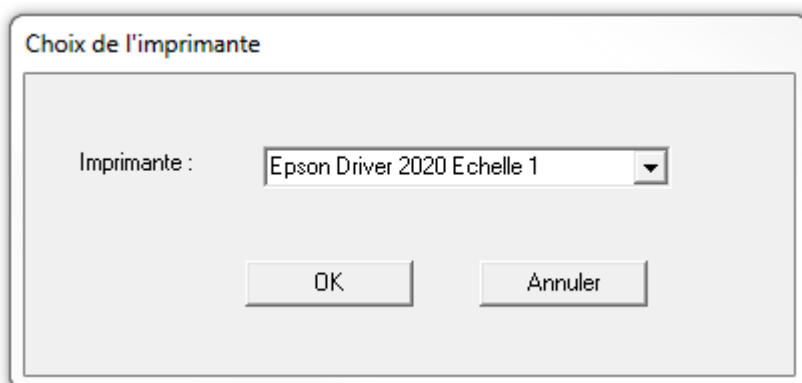 Choix de l'imprimante
Imprimante : Epson Driver 2020 Echelle 1
OK Annuler